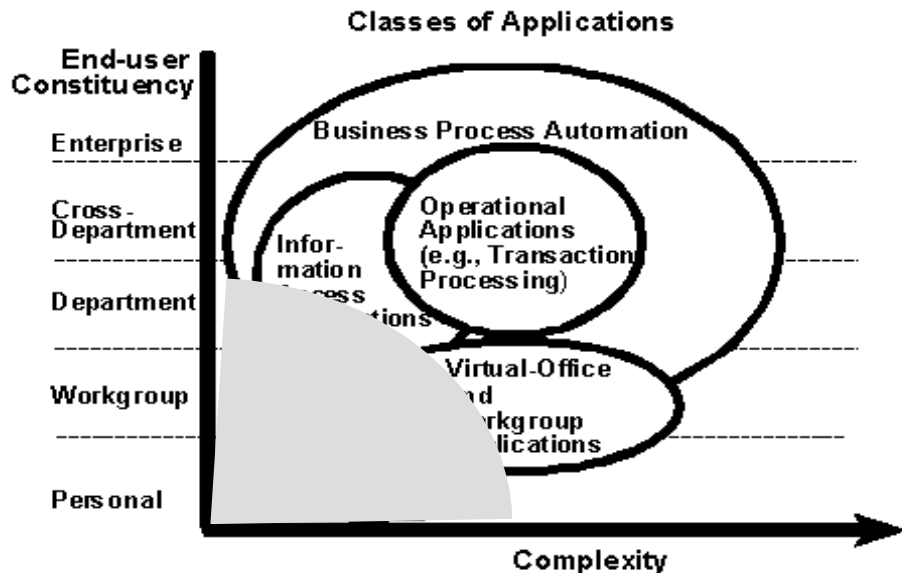 Classes of Applications
End-user
Constituency
Enterprise
Cross-
Department
Department
Workgroup
Personal
Business Process Automation
Operational
Applications
(e.g., Transaction
Processing)
Infor-
mation
Virtual-Office
Complexity